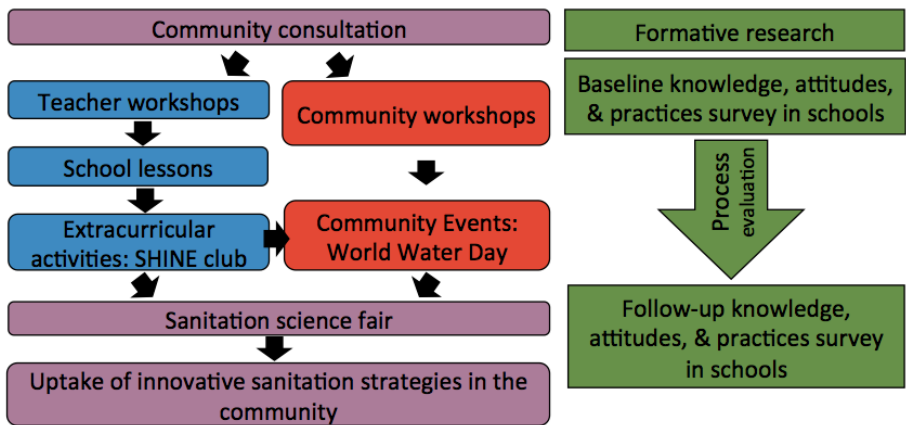 Community consultation
Teacher workshops
Community workshops
School lessons
Extracurricular
activities: SHINE club
Community Events:
World Water Day
Sanitation science fair
Uptake of innovative sanitation strategies in the
community
Formative research
Baseline knowledge, attitudes,
& practices survey in schools
Process
evaluation
Follow-up knowledge,
attitudes, & practices survey
in schools